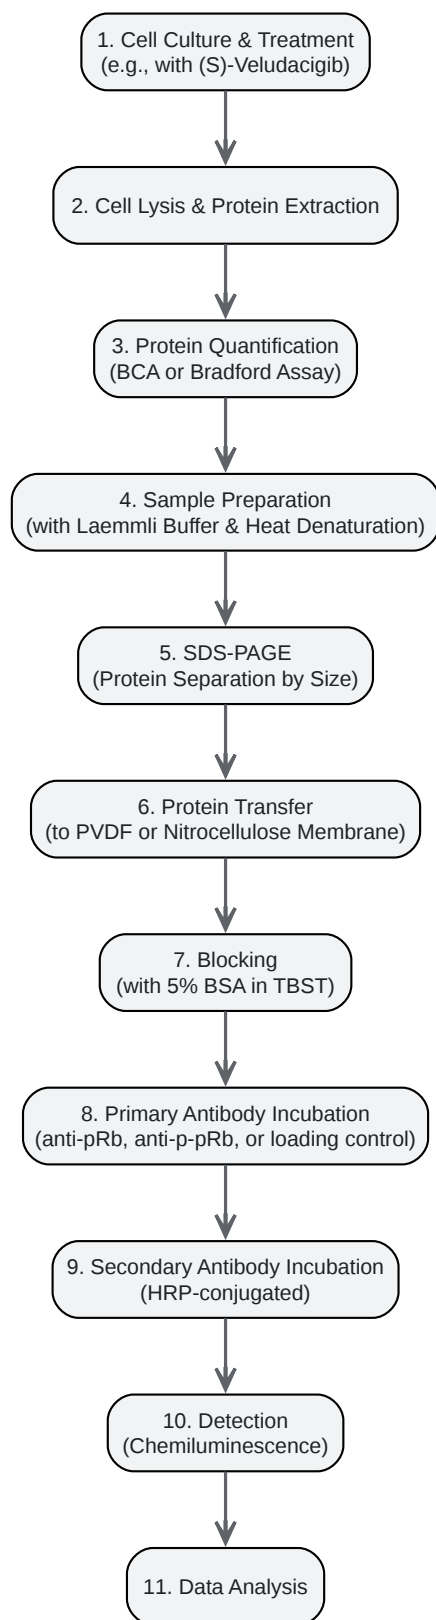 1. Cell Culture & Treatment
(e.g., with (S)-Veludacigib)
2. Cell Lysis & Protein Extraction
3. Protein Quantification
(BCA or Bradford Assay)
4. Sample Preparation
(with Laemmli Buffer & Heat Denaturation)
5. SDS-PAGE
(Protein Separation by Size)
6. Protein Transfer
(to PVDF or Nitrocellulose Membrane)
7. Blocking
(with 5% BSA in TBST)
8. Primary Antibody Incubation
(anti-pRb, anti-p-pRb, or loading control)
9. Secondary Antibody Incubation
(HRP-conjugated)
10. Detection
(Chemiluminescence)
11. Data Analysis